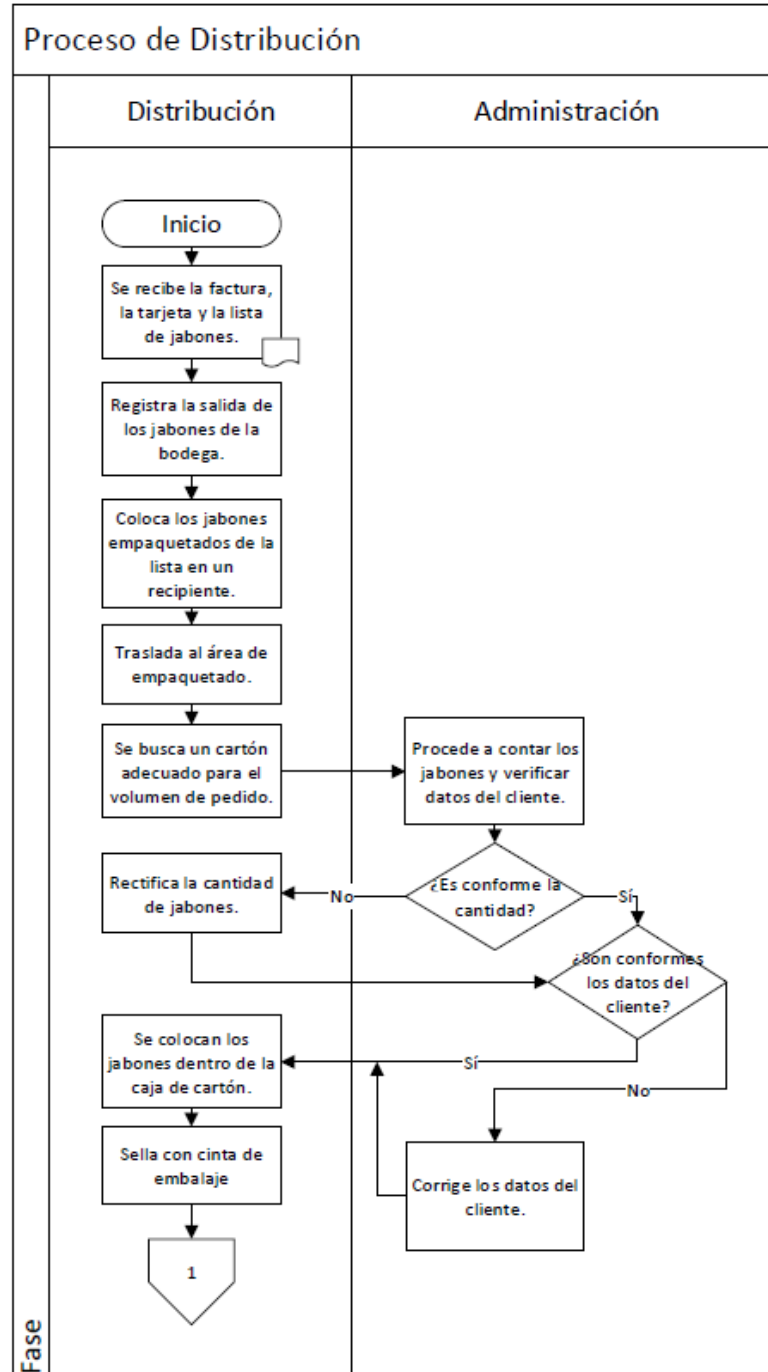 Proceso de Distribución
Distribución
Administración
Inicio
Se recibe la factura,
la tarjeta y la lista
de jabones.
Registra la salida de
los jabones de la
bodega.
Coloca los jabones
empaquetados de la
lista en un
recipiente.
Traslada al área de
empaquetado.
Se busca un cartón
adecuado para el
volumen de pedido.
Procede a contar los
jabones y verificar
datos del cliente.
¿Es conforme la
cantidad?
No
Sí
Rectifica la cantidad
de jabones.
¿Son conformes
los datos del
cliente?
Sí
No
Se colocan los
jabones dentro de la
caja de cartón.
Sella con cinta de
embalaje
Corrige los datos del
cliente.
1
Fase